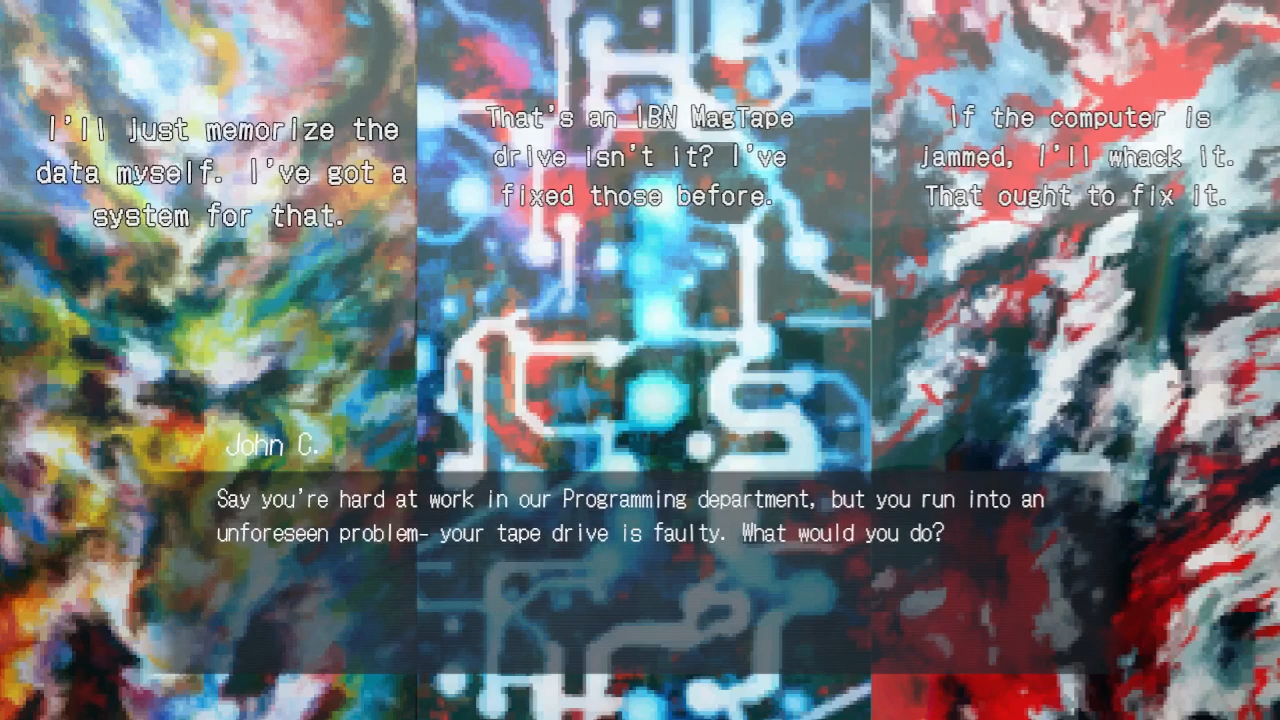 I'll just memorize the
data myself. I've got a
system for that.
That's an IBN MagTape
drive isn't it? I've
fixed those before.
If the computer is
jammed, I'll whack it.
That ought to fix it.
John C.
Say you're hard at work in our Programming department, but you run into an
unforeseen problem- your tape drive is faulty. What would you do?